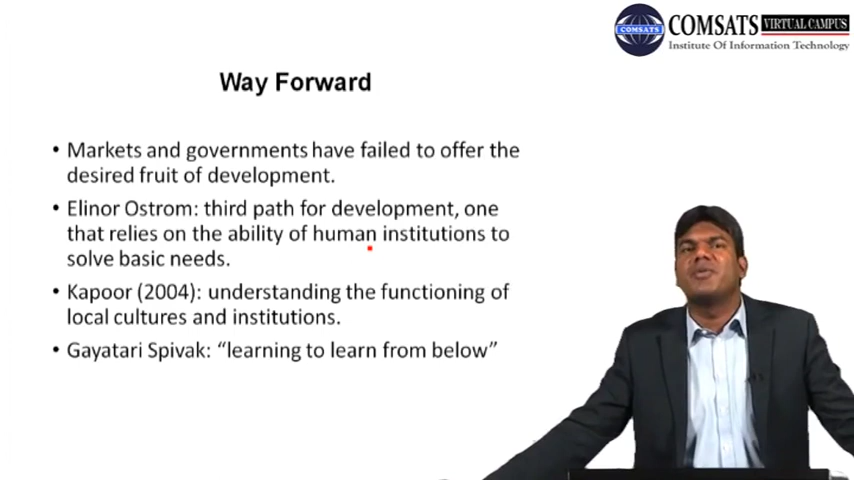 COMSATS VIRTUAL CAMPUS
COMSATS
Institute Of Information Technology
Way Forward
• Markets and governments have failed to offer the
desired fruit of development.
• Elinor Ostrom: third path for development, one
that relies on the ability of human institutions to
solve basic needs.
• Kapoor (2004): understanding the functioning of
local cultures and institutions.
• Gayatari Spivak: “learning to learn from below”